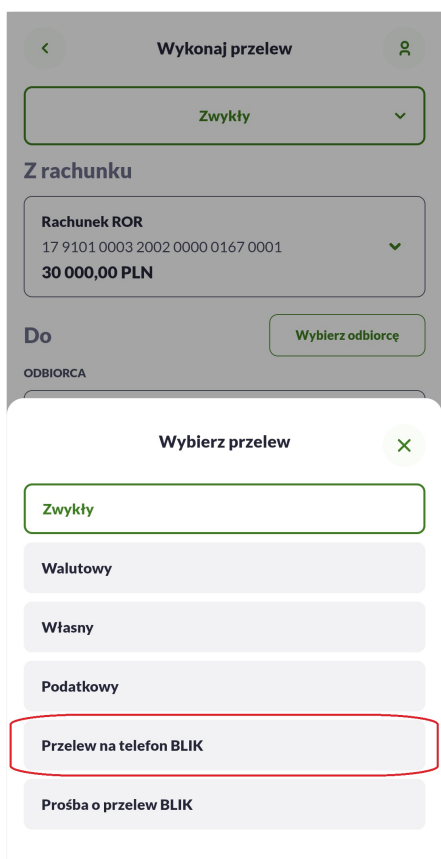 Wykonaj przelew
Zwykły
Z rachunku
Rachunek ROR
17 9101 0003 2002 0000 0167 0001
30 000,00 PLN
Do
Wybierz odbiorcę
ODBIORCA
Wybierz przelew
Zwykły
Walutowy
Własny
Podatkowy
Przelew na telefon BLIK
Prośba o przelew BLIK